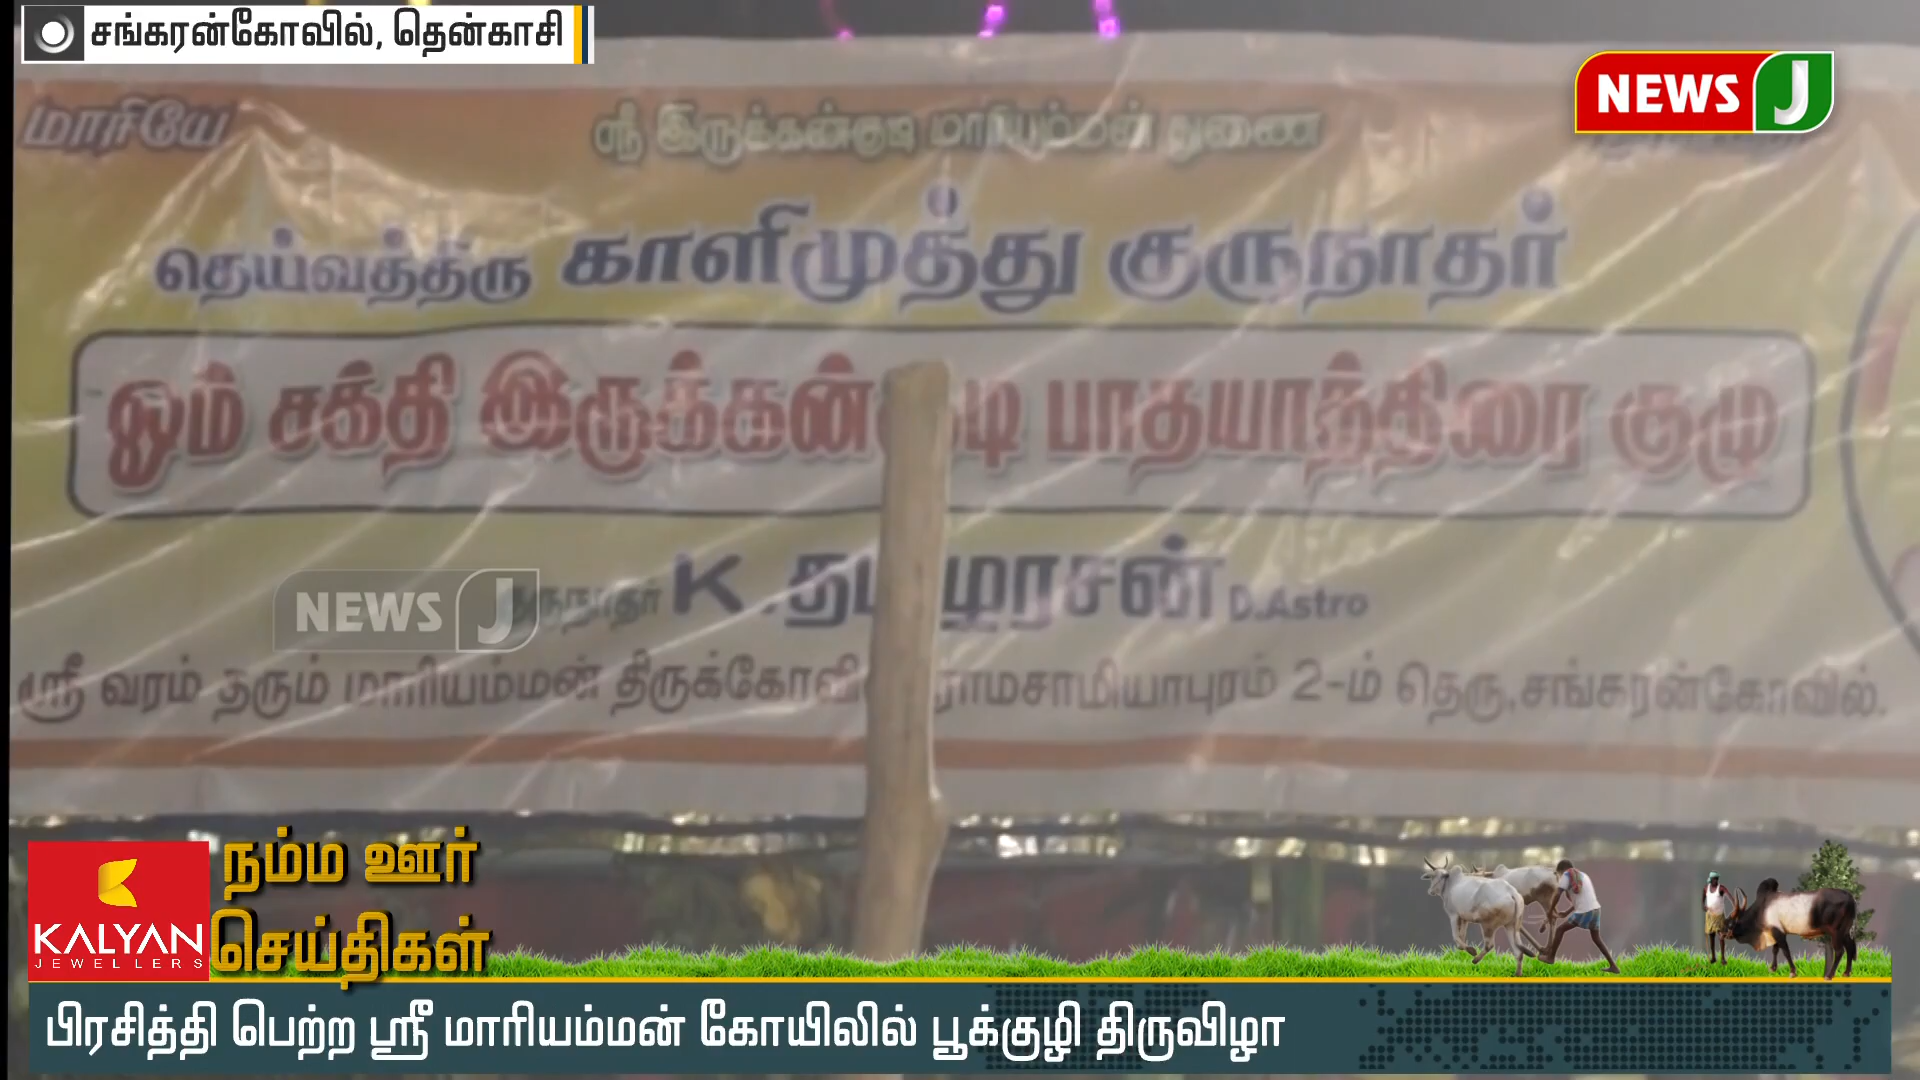 சங்கரன்கோவில், தென்காசி
NEWS J
மாரியே
ஸ்ரீ இருக்கன்குடி மாரியம்மன் துணை
தெய்வத்திரு காளிமுத்து குருநாதர்
ஓம் சக்தி இருக்கன் டி பாதயாத்திரை குழு
NEWS J
குருநாதர் K. D.Astro
ஸ்ரீ வரம் தரும் மாரியம்மன் ராமசாமியாபுரம் 2-ம் தெரு, சங்கரன்கோவில்.
நம்ம ஊர்
செய்திகள்
KALYAN
JEWELLERS
பிரசித்தி பெற்ற ஸ்ரீ மாரியம்மன் கோயிலில் பூக்குழி திருவிழா